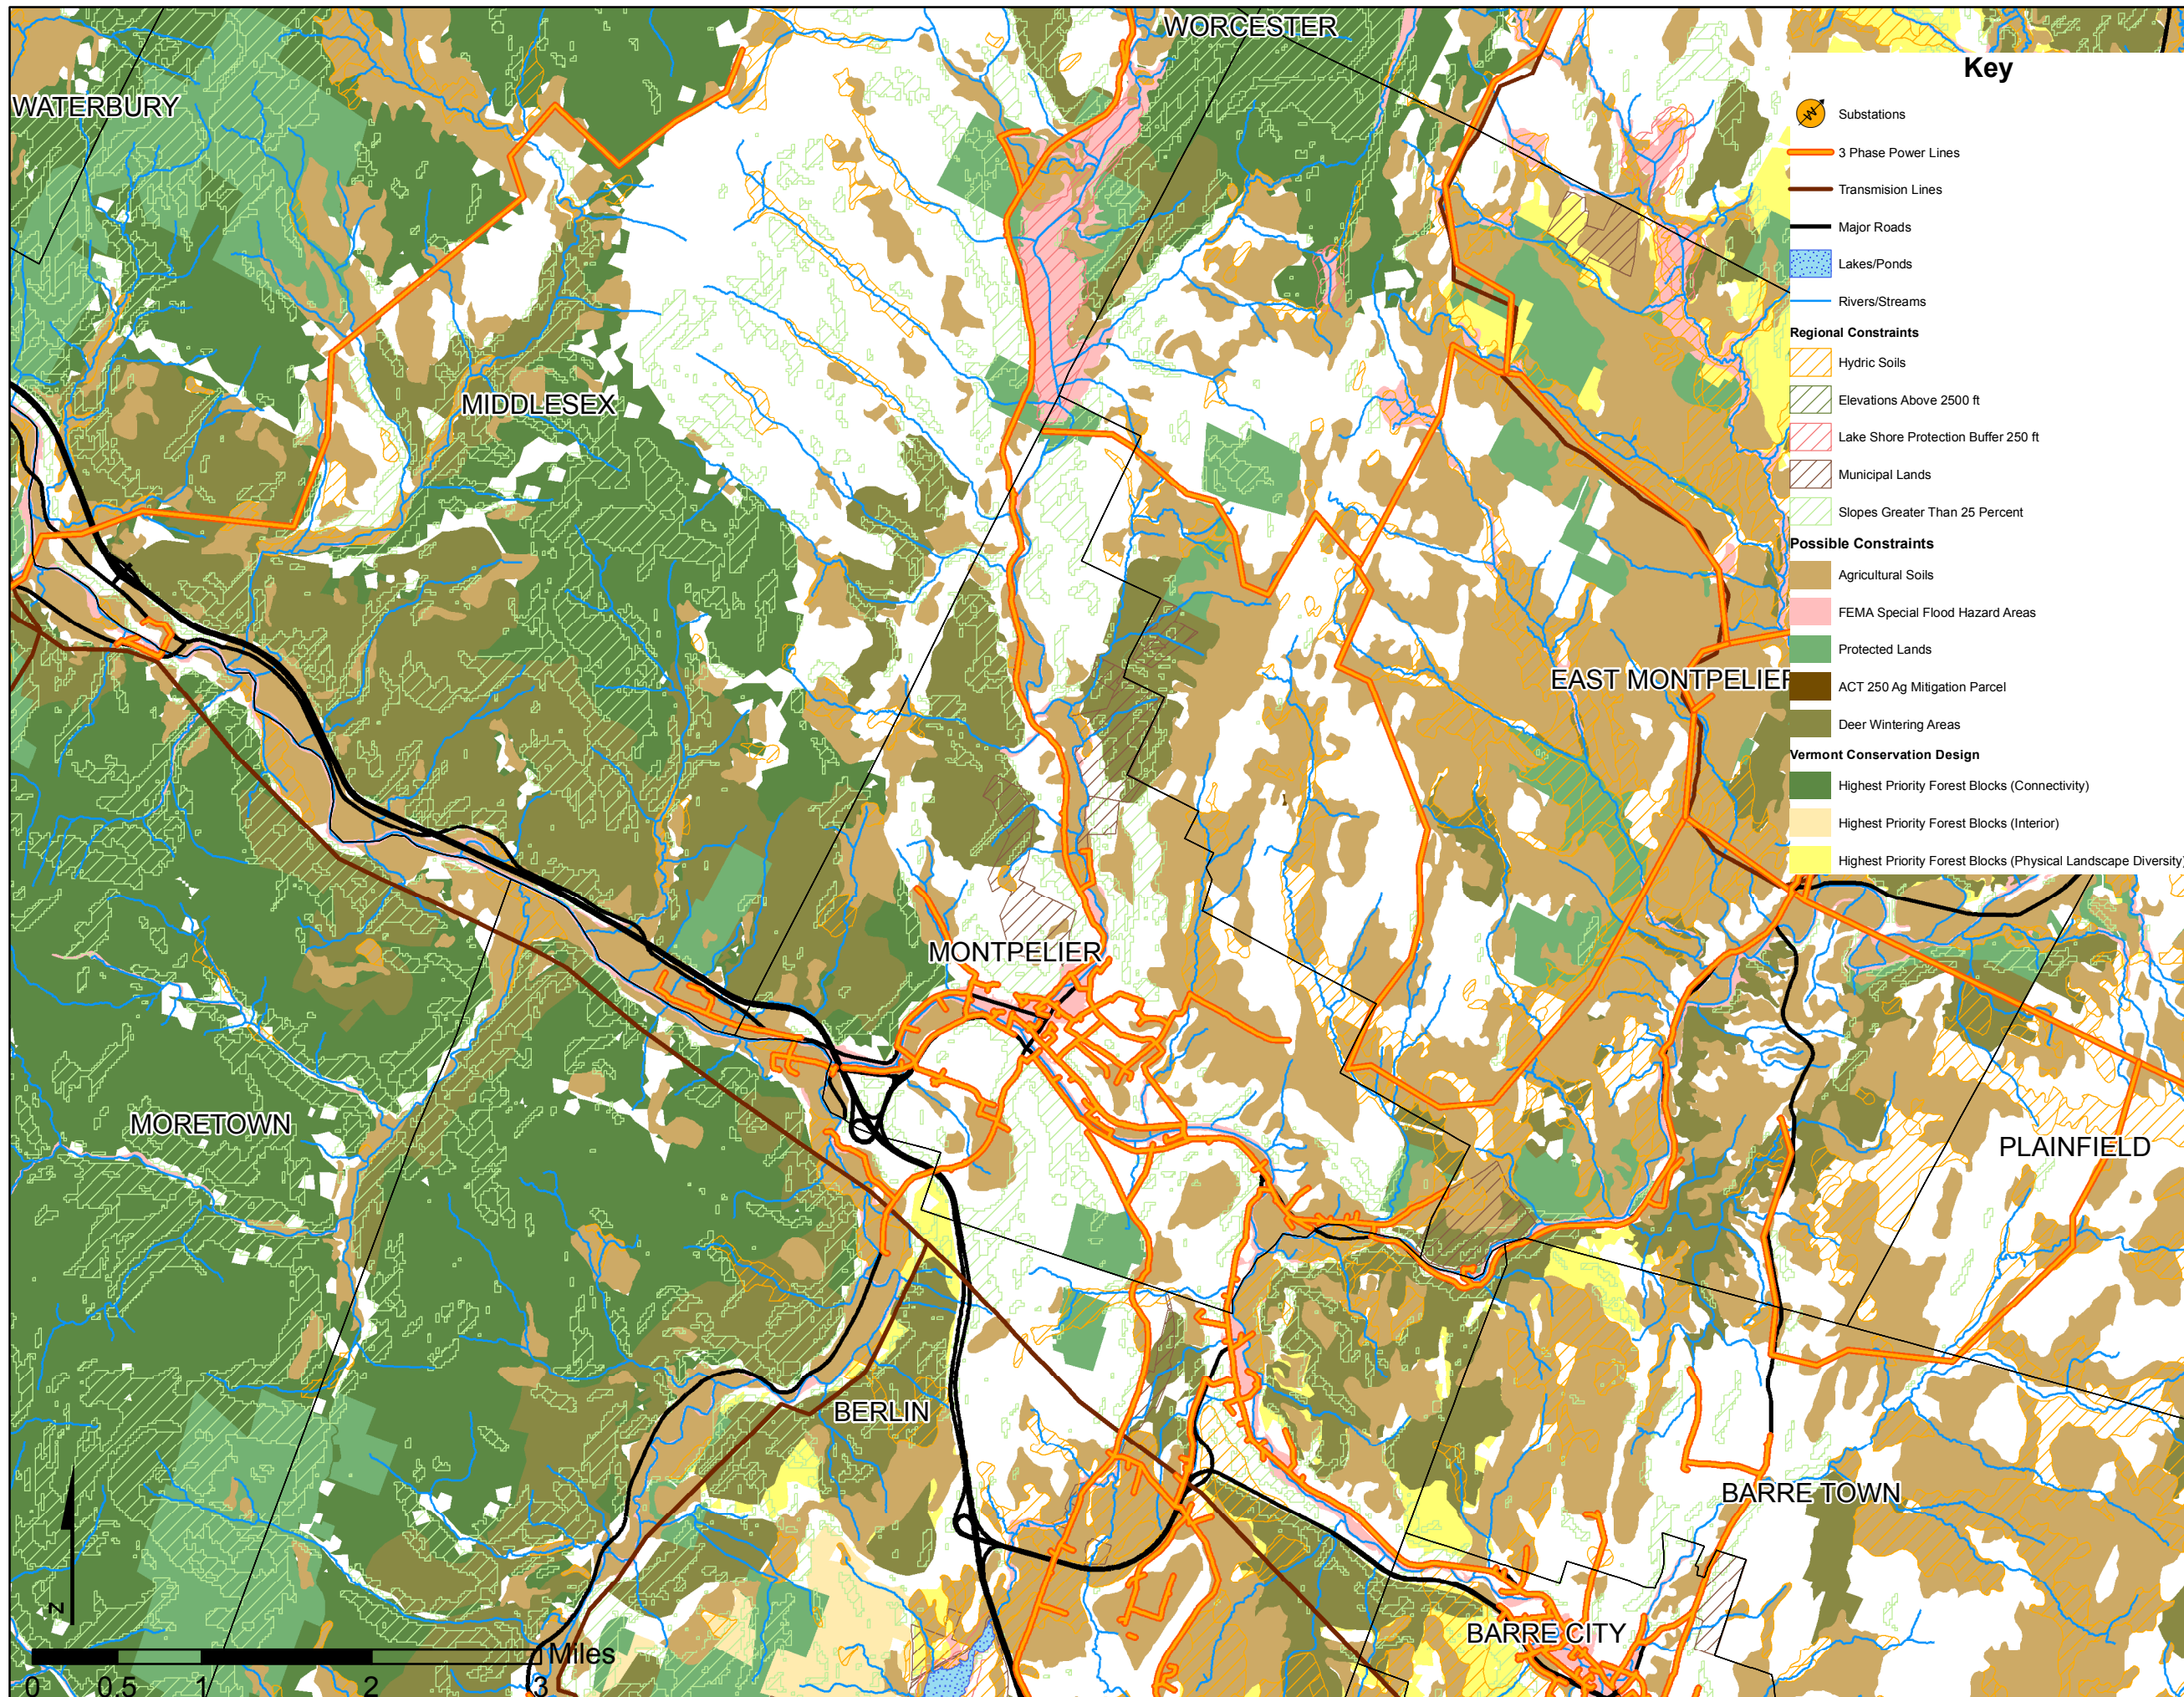 WORCESTER
WATERBURY
MIDDLESEX
EAST MONTPELIER
MONTPELIER
MORETOWN
PLAINFIELD
BERLIN
BARRE TOWN
BARRE CITY
Key
Substations
3 Phase Power Lines
Transmision Lines
Major Roads
Lakes/Ponds
Rivers/Streams
Regional Constraints
Hydric Soils
Elevations Above 2500 ft
Lake Shore Protection Buffer 250 ft
Municipal Lands
Slopes Greater Than 25 Percent
Possible Constraints
Agricultural Soils
FEMA Special Flood Hazard Areas
Protected Lands
ACT 250 Ag Mitigation Parcel
Deer Wintering Areas
Vermont Conservation Design
Highest Priority Forest Blocks (Connectivity)
Highest Priority Forest Blocks (Interior)
Highest Priority Forest Blocks (Physical Landscape Diversity)
N
Miles
0 0.5 1 2 3